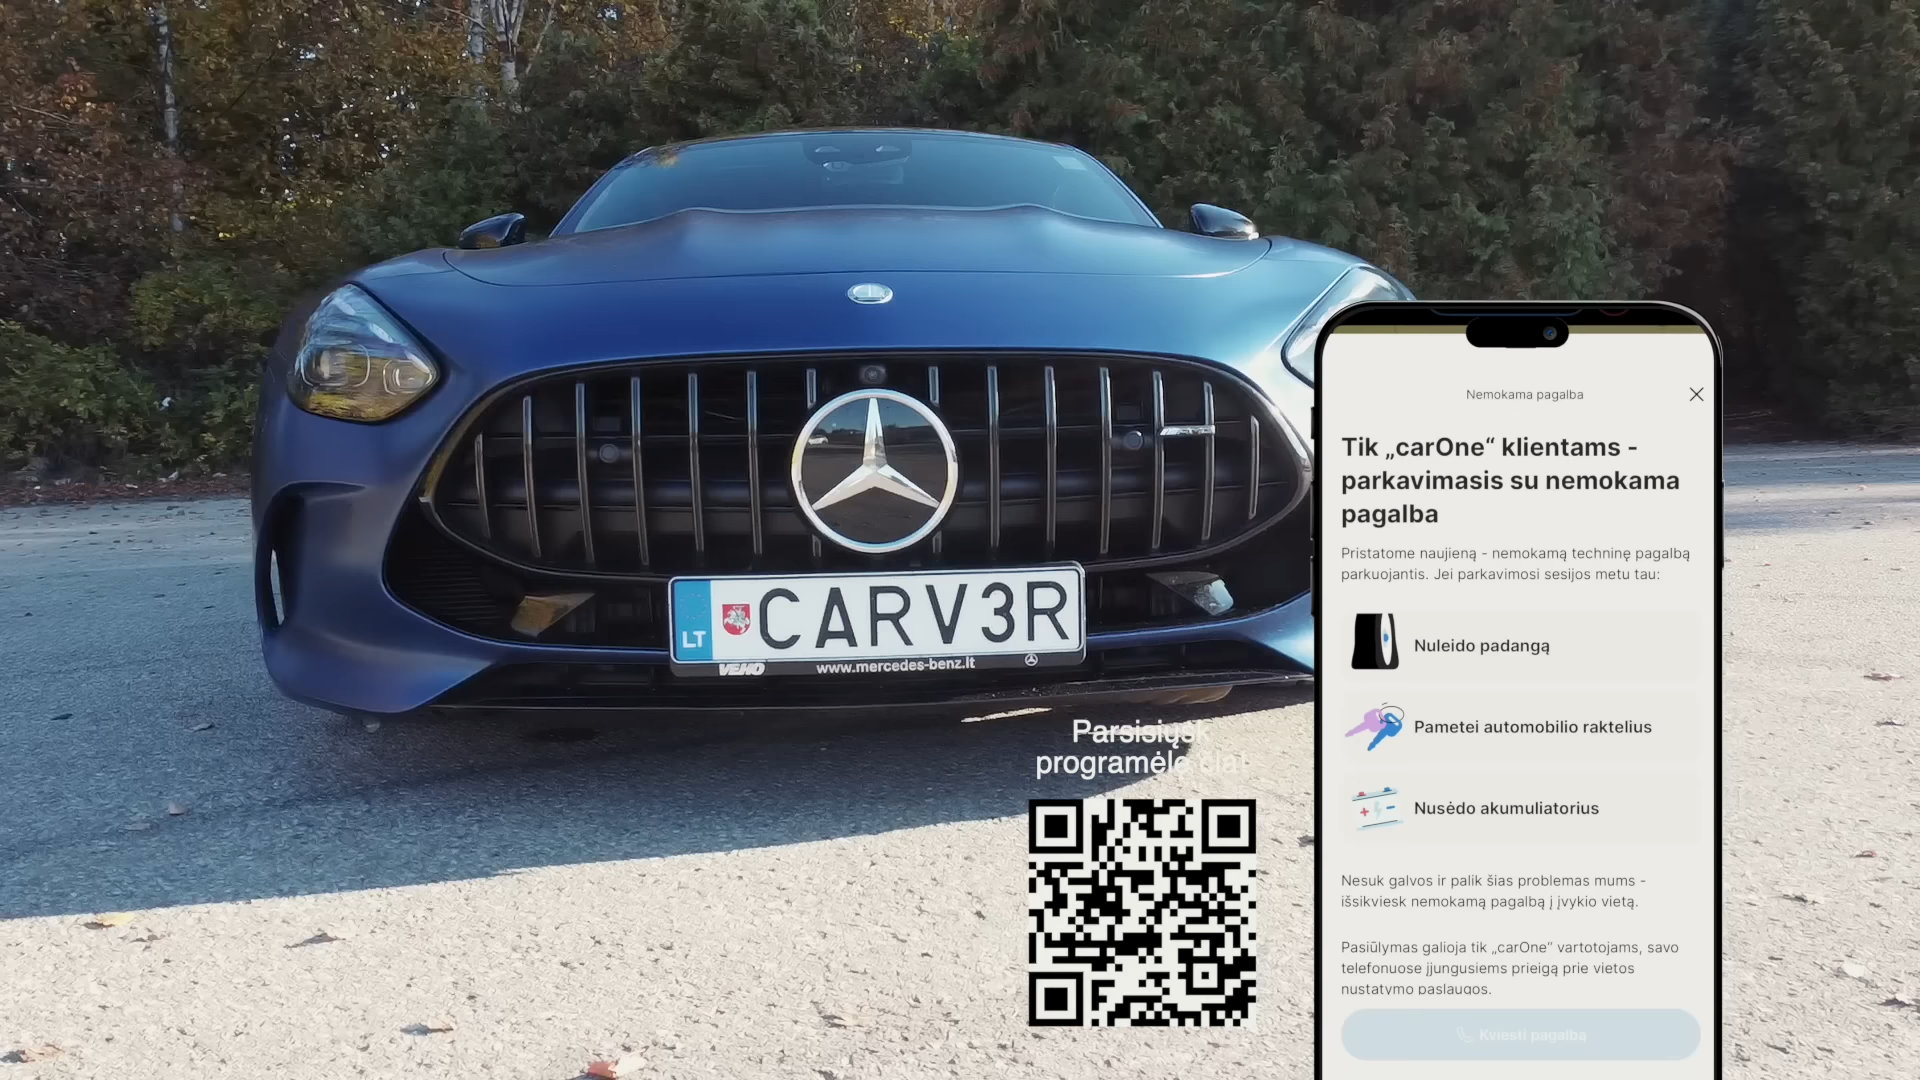 LT CARV3R
VEHO www.mercedes-benz.lt
Parsisiųsk
programėlę čia!
Nemokama pagalba
Tik „carOne“ klientams -
parkavimasis su nemokama
pagalba
Pristatome naujieną - nemokamą techninę pagalbą
parkuojantis. Jei parkavimosi sesijos metu tau:
Nuleido padangą
Pametei automobilio raktelius
Nusėdo akumuliatorius
Nesuk galvos ir palik šias problemas mums -
išsikviesk nemokamą pagalbą į įvykio vietą.
Pasiūlymas galioja tik „carOne“ vartotojams, savo
telefonuose įjungusiems prieigą prie vietos
nustatymo paslaugos.
Kviesti pagalbą